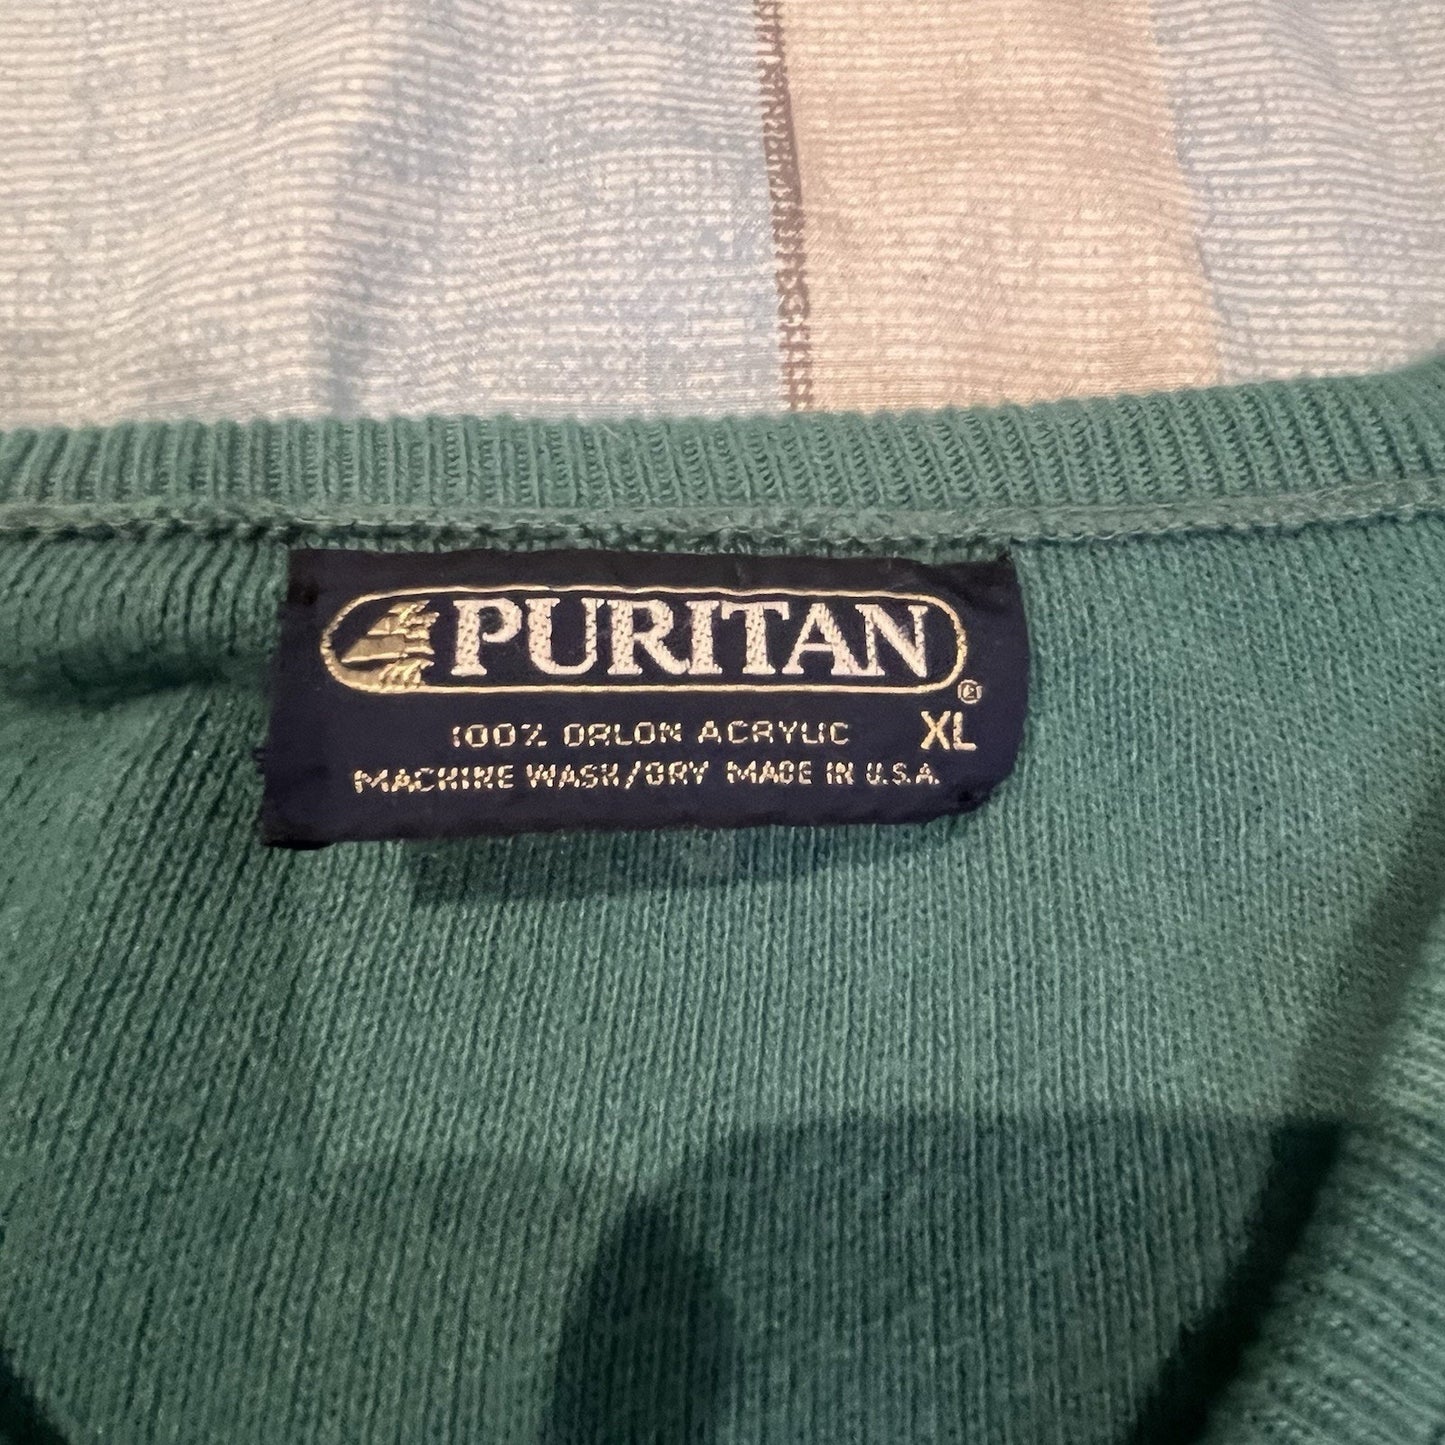 PURITAN ®
100% ORLON ACRYLIC XL
MACHINE WASH/DRY MADE IN U.S.A.